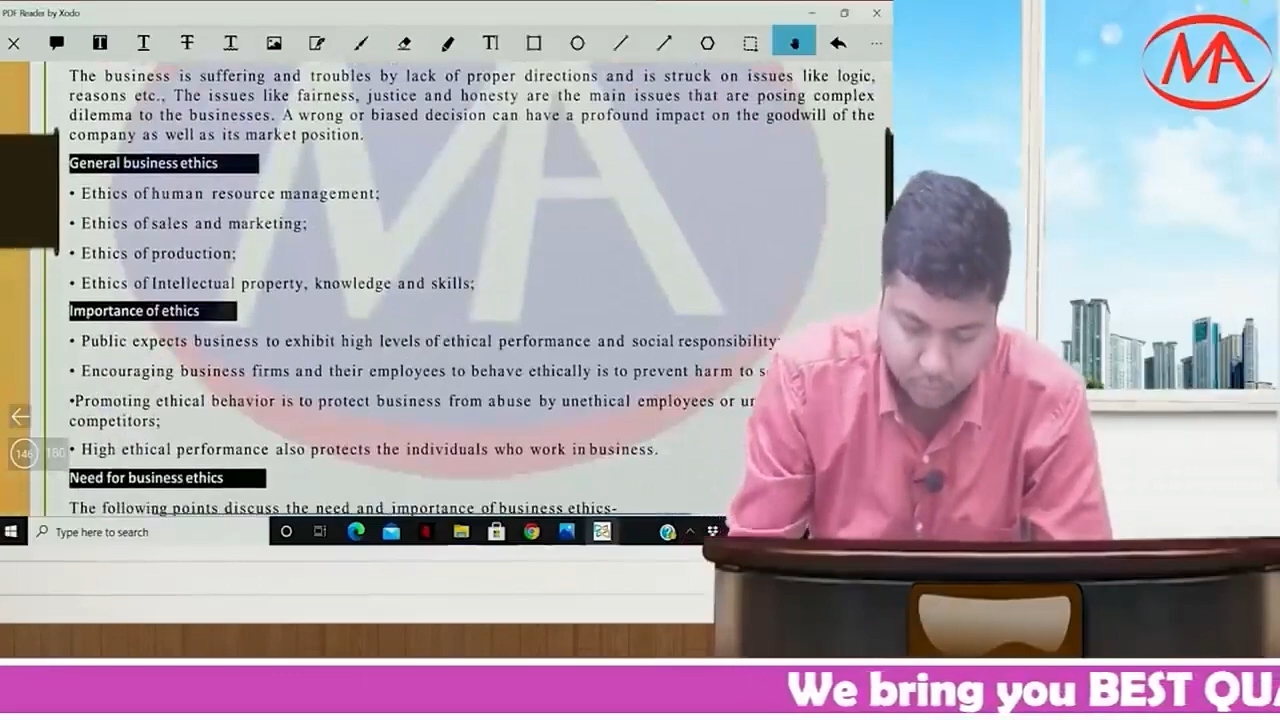 PDF Reader by Xodo
MA
The business is suffering and troubles by lack of proper directions and is struck on issues like logic,
reasons etc., The issues like fairness, justice and honesty are the main issues that are posing complex
dilemma to the businesses. A wrong or biased decision can have a profound impact on the goodwill of the
company as well as its market position.
General business ethics
• Ethics of human resource management;
• Ethics of sales and marketing;
• Ethics of production;
• Ethics of Intellectual property, knowledge and skills;
Importance of ethics
• Public expects business to exhibit high levels of ethical performance and social responsibility
• Encouraging business firms and their employees to behave ethically is to prevent harm to
•Promoting ethical behavior is to protect business from abuse by unethical employees or
competitors;
146 180
• High ethical performance also protects the individuals who work in business.
Need for business ethics
The following points discuss the need and importance of business ethics-
Type here to search
We bring you BEST